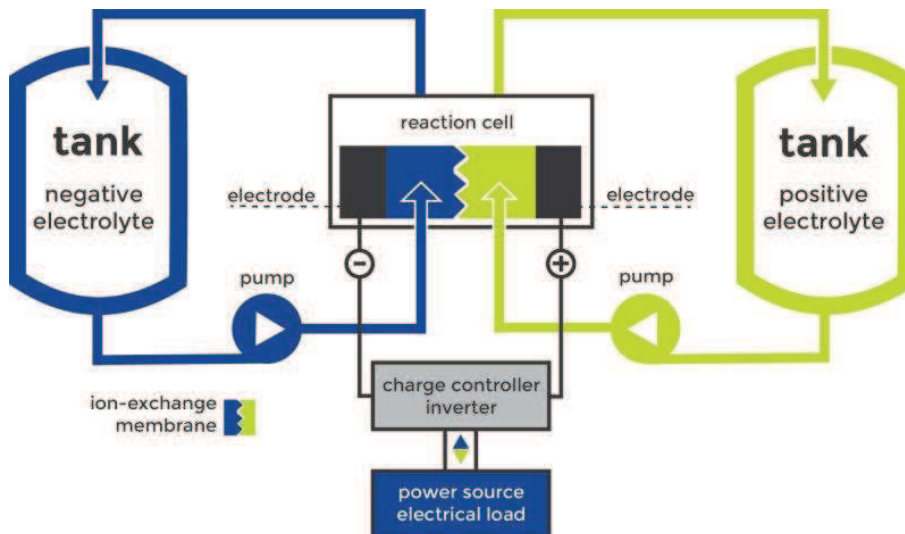 reaction cell
tank
negative
electrolyte
electrode
electrode
tank
positive
electrolyte
−
+
pump
pump
charge controller
inverter
ion-exchange
membrane
power source
electrical load